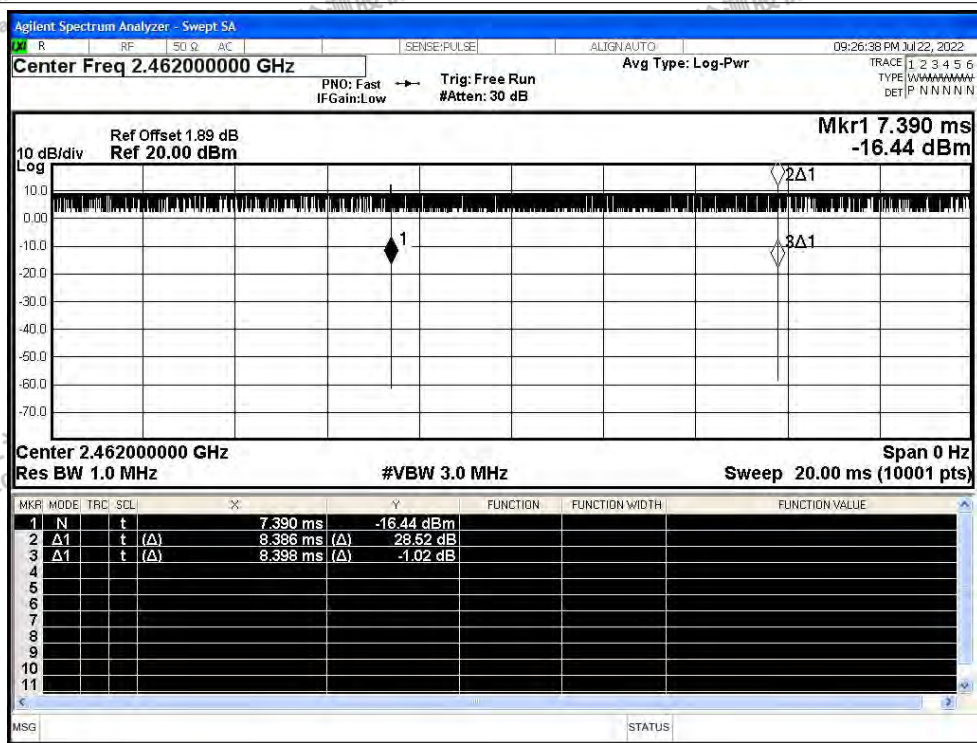 Agilent Spectrum Analyzer - Swept SA
R RF 50 Ω AC SENSE:PULSE ALIGN AUTO 09:26:38 PM Jul 22, 2022
Center Freq 2.462000000 GHz
PNO: Fast
IFGain:Low
Trig: Free Run
#Atten: 30 dB
Avg Type: Log-Pwr
TRACE 1 2 3 4 5 6
TYPE WWWWWW
DET P N N N N N
Mkr1 7.390 ms
-16.44 dBm
Ref Offset 1.89 dB
10 dB/div Ref 20.00 dBm
Log
10.0
0.00
-10.0
-20.0
-30.0
-40.0
-50.0
-60.0
-70.0
2Δ1
1
3Δ1
Center 2.462000000 GHz Span 0 Hz
Res BW 1.0 MHz #VBW 3.0 MHz Sweep 20.00 ms (10001 pts)
MKR MODE TRC SCL X Y FUNCTION FUNCTION WIDTH FUNCTION VALUE
1 N t 7.390 ms -16.44 dBm
2 Δ1 t (Δ) 8.386 ms (Δ) 28.52 dB
3 Δ1 t (Δ) 8.398 ms (Δ) -1.02 dB
4
5
6
7
8
9
10
11
MSG STATUS